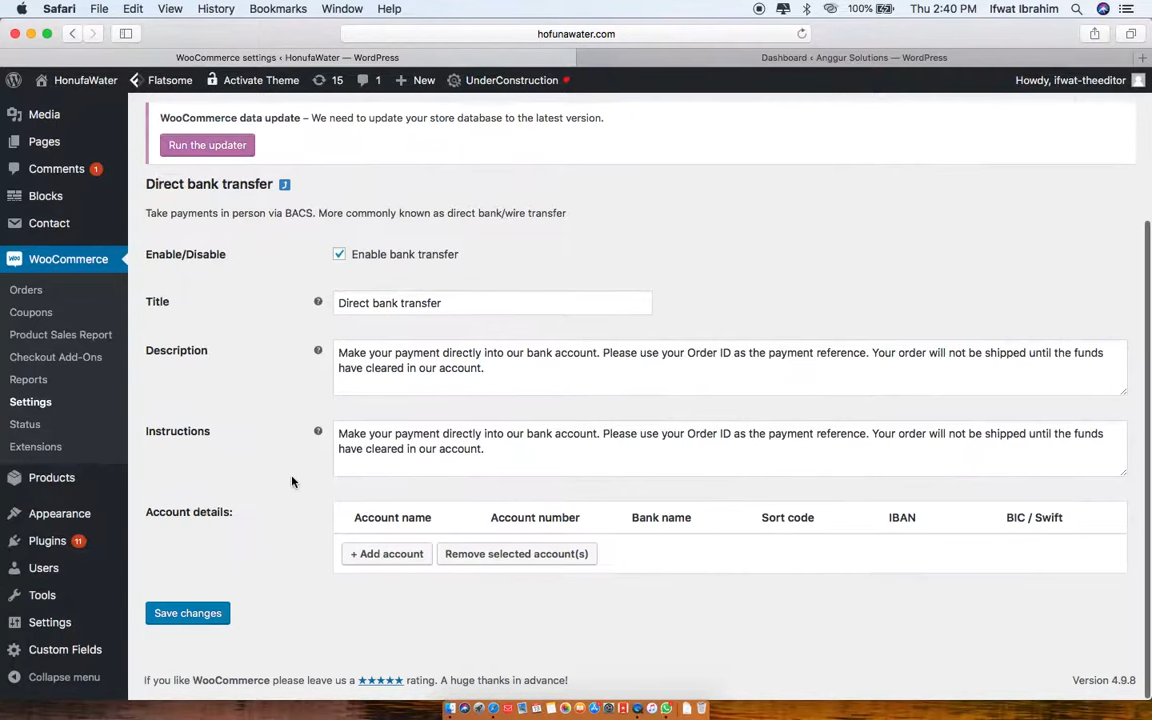 Safari File Edit View History Bookmarks Window Help 100% Thu 2:40 PM Ifwat Ibrahim
hofunawater.com
WooCommerce settings ‹ HonufaWater — WordPress Dashboard ‹ Anggur Solutions — WordPress
HonufaWater Flatsome Activate Theme 15 1 New UnderConstruction Howdy, ifwat-theeditor
Media
Pages
Comments 1
Blocks
Contact
WooCommerce
Orders
Coupons
Product Sales Report
Checkout Add-Ons
Reports
Settings
Status
Extensions
Products
Appearance
Plugins 11
Users
Tools
Settings
Custom Fields
Collapse menu
WooCommerce data update – We need to update your store database to the latest version.
Run the updater
Direct bank transfer
Take payments in person via BACS. More commonly known as direct bank/wire transfer
Enable/Disable Enable bank transfer
Title ? Direct bank transfer
Description ? Make your payment directly into our bank account. Please use your Order ID as the payment reference. Your order will not be shipped until the funds
have cleared in our account.
Instructions ? Make your payment directly into our bank account. Please use your Order ID as the payment reference. Your order will not be shipped until the funds
have cleared in our account.
Account details: Account name Account number Bank name Sort code IBAN BIC / Swift
+ Add account Remove selected account(s)
Save changes
If you like WooCommerce please leave us a ★★★★★ rating. A huge thanks in advance! Version 4.9.8